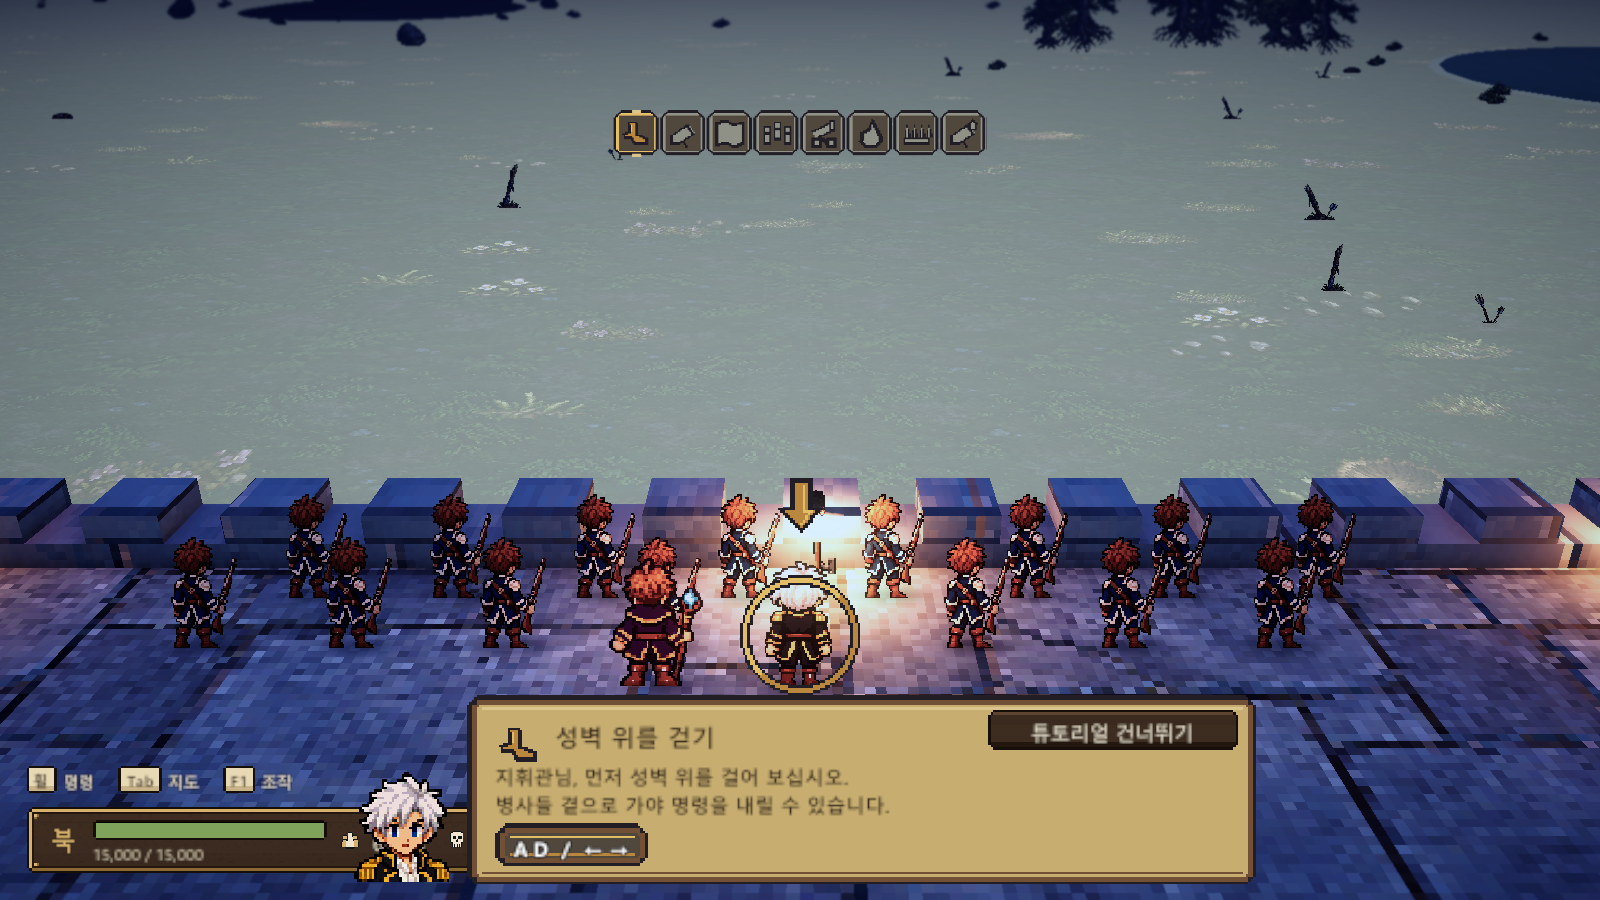 성벽 위를 걷기
튜토리얼 건너뛰기
지휘관님, 먼저 성벽 위를 걸어 보십시오.
병사들 곁으로 가야 명령을 내릴 수 있습니다.
A D / ← →
휠 명령 Tab 지도 F1 조작
북
15,000 / 15,000